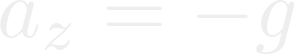 a_z = −g